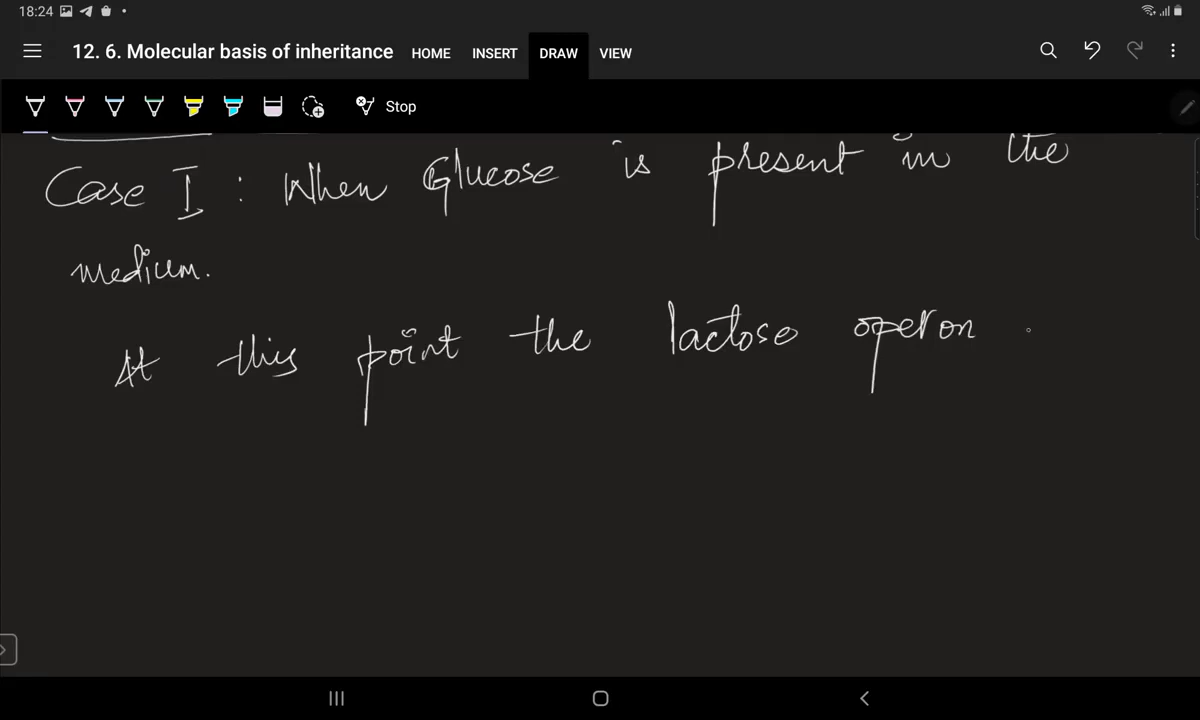 18:24
12. 6. Molecular basis of inheritance HOME INSERT DRAW VIEW
Stop
Case I : When Glucose is present in the
medium.
At this point the lactose operon